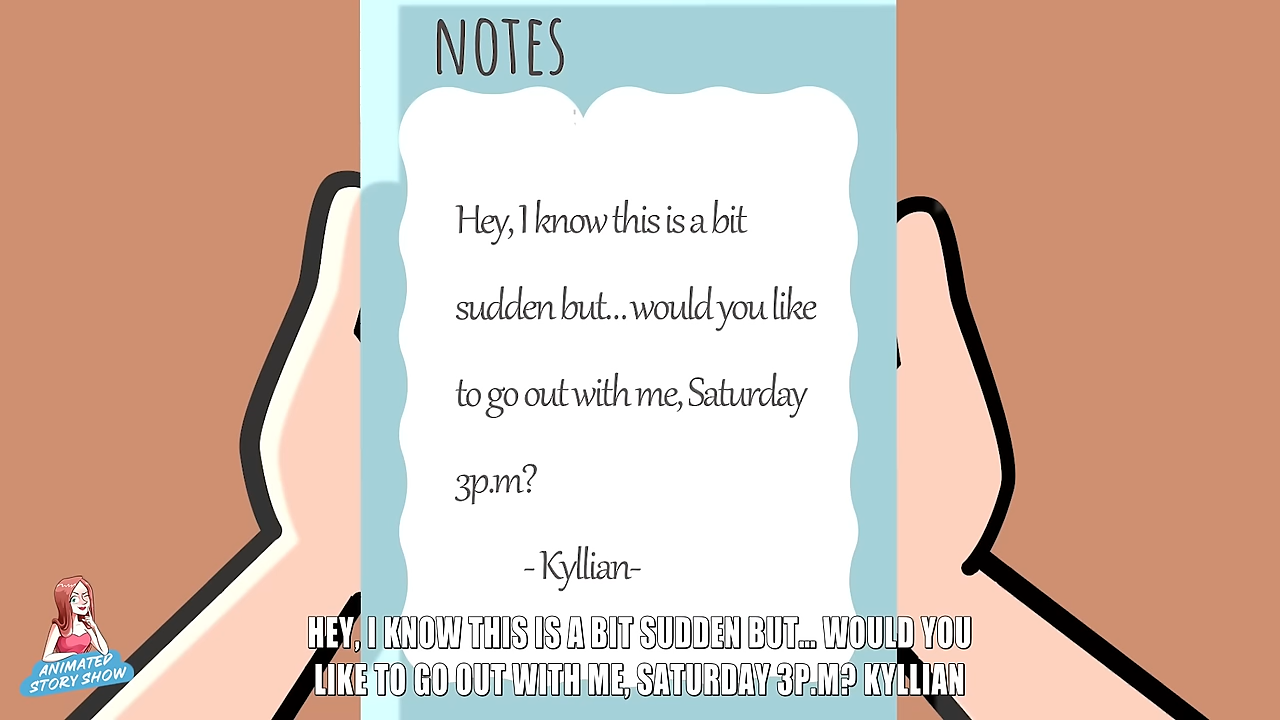 NOTES
Hey, I know this is a bit
sudden but... would you like
to go out with me, Saturday
3p.m?
- Kyllian-
HEY, I KNOW THIS IS A BIT SUDDEN BUT... WOULD YOU
LIKE TO GO OUT WITH ME, SATURDAY 3P.M? KYLLIAN
ANIMATED
STORY SHOW